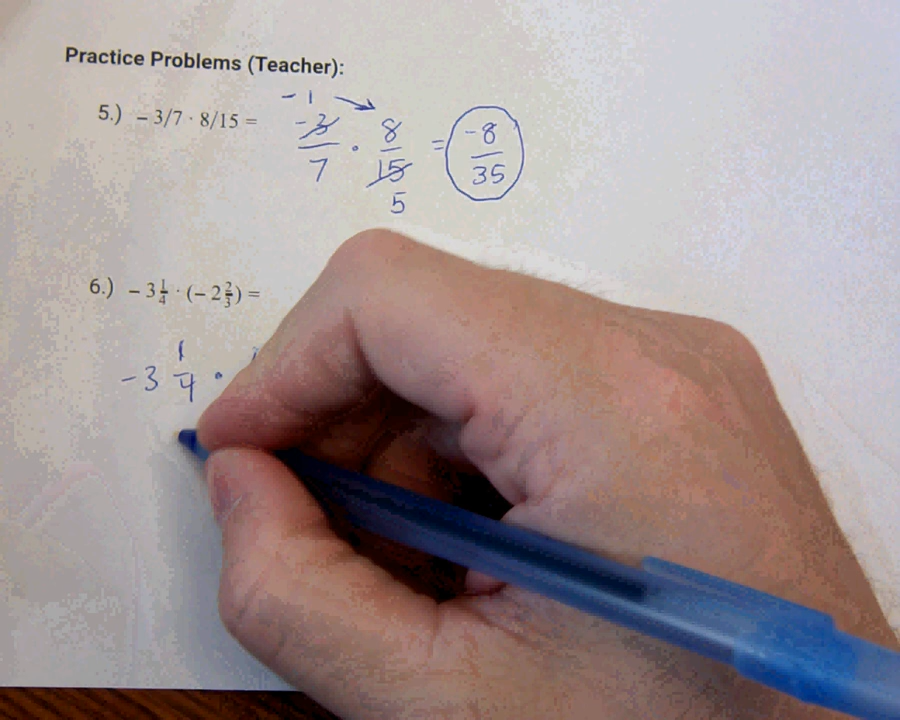 Practice Problems (Teacher):
5.) – 3/7 · 8/15 =
-1
-3/7 · 8/15 = -8/35
5
6.) – 3 1/4 · (– 2 2/3) =
-3 1/4 ·